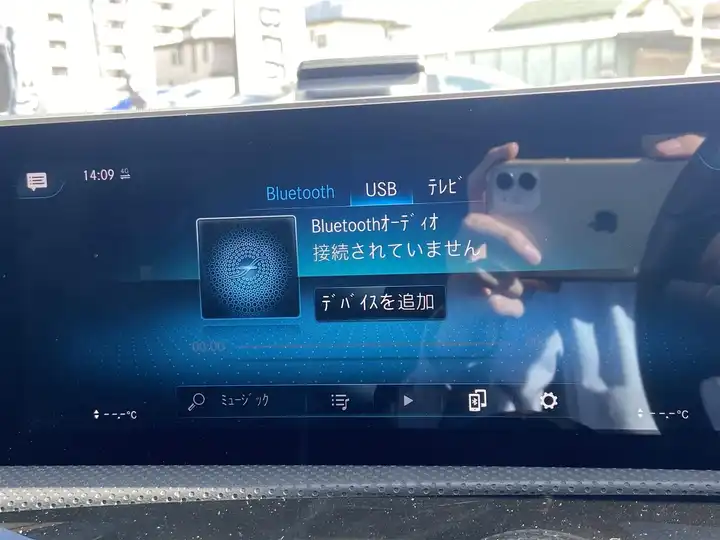 14:09 4G
Bluetooth USB ﾃﾚﾋﾞ
Bluetoothｵｰﾃﾞｨｵ
接続されていません
ﾃﾞﾊﾞｲｽを追加
00:00
ﾐｭｰｼﾞｯｸ
--.-°C
--.-°C